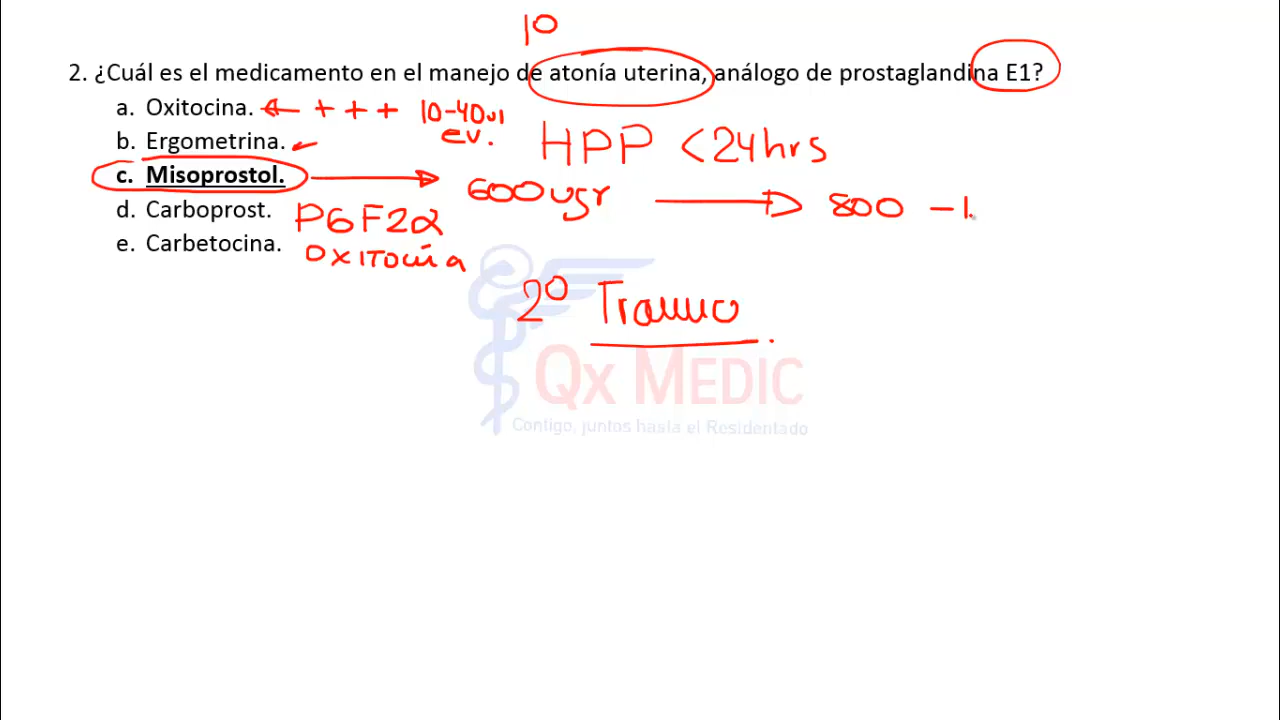 10
2. ¿Cuál es el medicamento en el manejo de atonía uterina, análogo de prostaglandina E1?
a. Oxitocina. ← + + + 10-40UI
EV.
b. Ergometrina.
HPP <24hrs
c. Misoprostol. → 600 ugr → 800 - 1
d. Carboprost. PGF2α
e. Carbetocina. OXITOCINA
2º Trauma
Qx MEDIC
Contigo, juntos hasta el Residentado